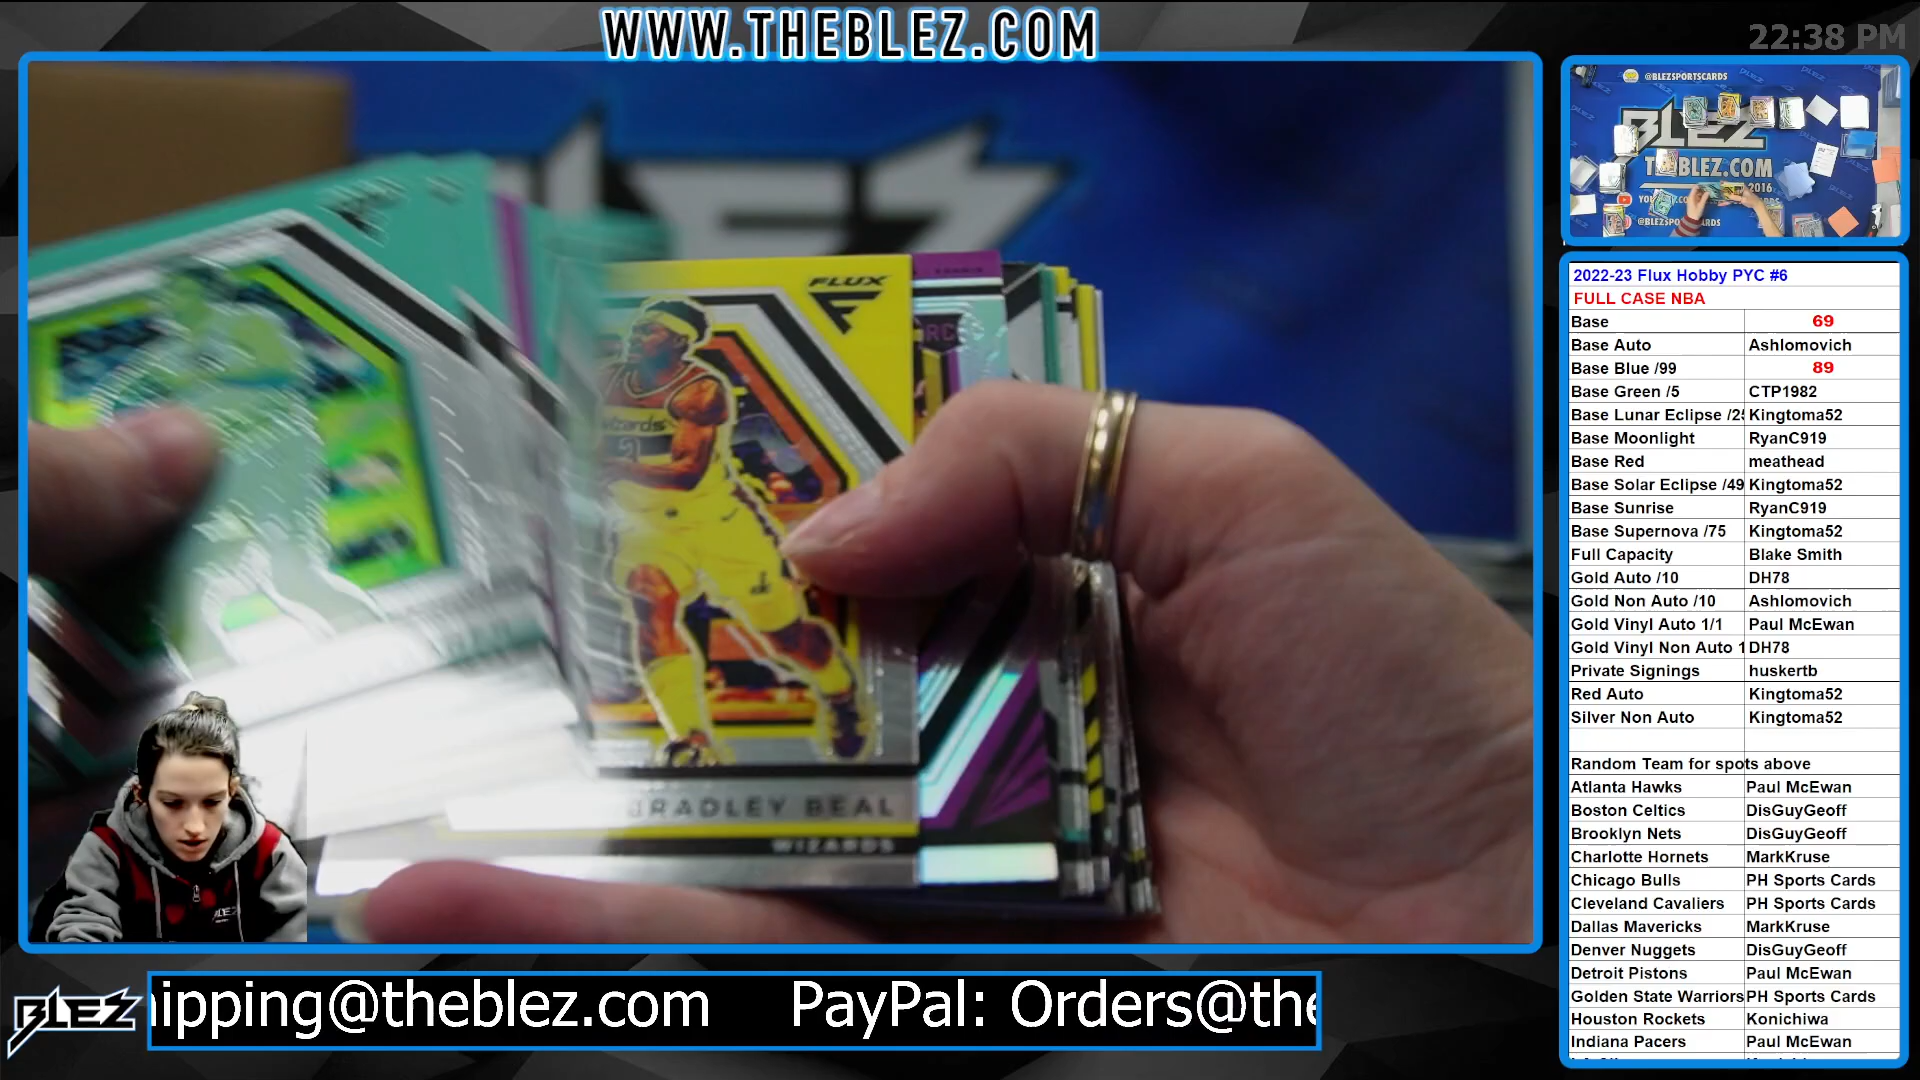 WWW.THEBLEZ.COM
22:38 PM
@BLEZSPORTSCARDS
BLEZ
THEBLEZ.COM
2016
FLUX
Wizards
BRADLEY BEAL
WIZARDS
2022-23 Flux Hobby PYC #6
FULL CASE NBA
Base 69
Base Auto Ashlomovich
Base Blue /99 89
Base Green /5 CTP1982
Base Lunar Eclipse /25 Kingtoma52
Base Moonlight RyanC919
Base Red meathead
Base Solar Eclipse /49 Kingtoma52
Base Sunrise RyanC919
Base Supernova /75 Kingtoma52
Full Capacity Blake Smith
Gold Auto /10 DH78
Gold Non Auto /10 Ashlomovich
Gold Vinyl Auto 1/1 Paul McEwan
Gold Vinyl Non Auto 1 DH78
Private Signings huskertb
Red Auto Kingtoma52
Silver Non Auto Kingtoma52
Random Team for spots above
Atlanta Hawks Paul McEwan
Boston Celtics DisGuyGeoff
Brooklyn Nets DisGuyGeoff
Charlotte Hornets MarkKruse
Chicago Bulls PH Sports Cards
Cleveland Cavaliers PH Sports Cards
Dallas Mavericks MarkKruse
Denver Nuggets DisGuyGeoff
Detroit Pistons Paul McEwan
Golden State Warriors PH Sports Cards
Houston Rockets Konichiwa
Indiana Pacers Paul McEwan
BLEZ
hipping@theblez.com PayPal: Orders@the